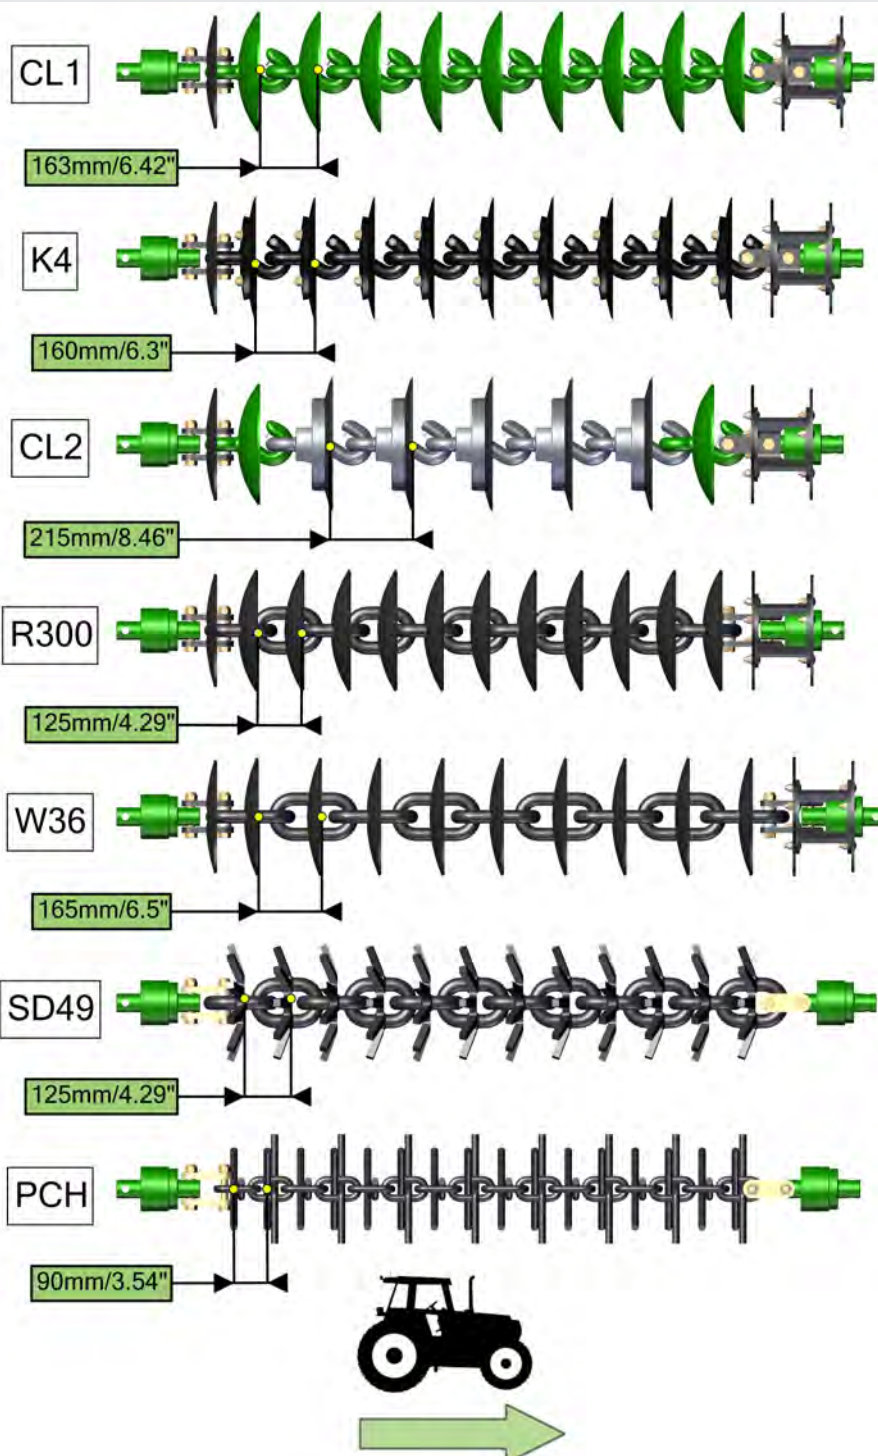 CL1
163mm/6.42"
K4
160mm/6.3"
CL2
215mm/8.46"
R300
125mm/4.29"
W36
165mm/6.5"
SD49
125mm/4.29"
PCH
90mm/3.54"